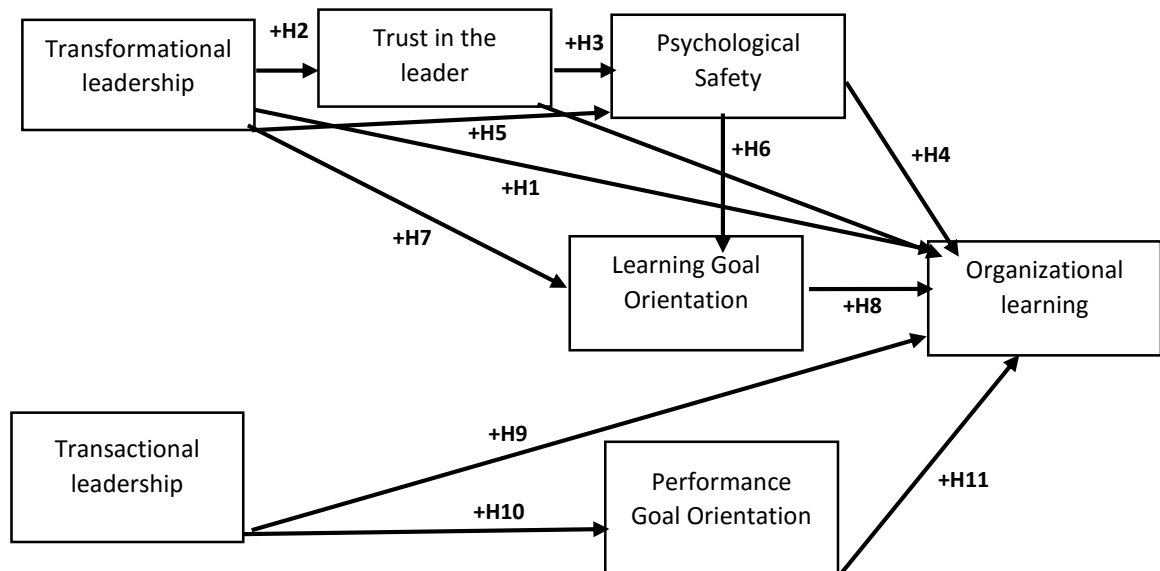 +H2
+H3
Transformational
leadership
Trust in the
leader
Psychological
Safety
+H5
+H6
+H4
+H1
+H7
Learning Goal
Orientation
+H8
Organizational
learning
Transactional
leadership
+H9
+H10
Performance
Goal Orientation
+H11